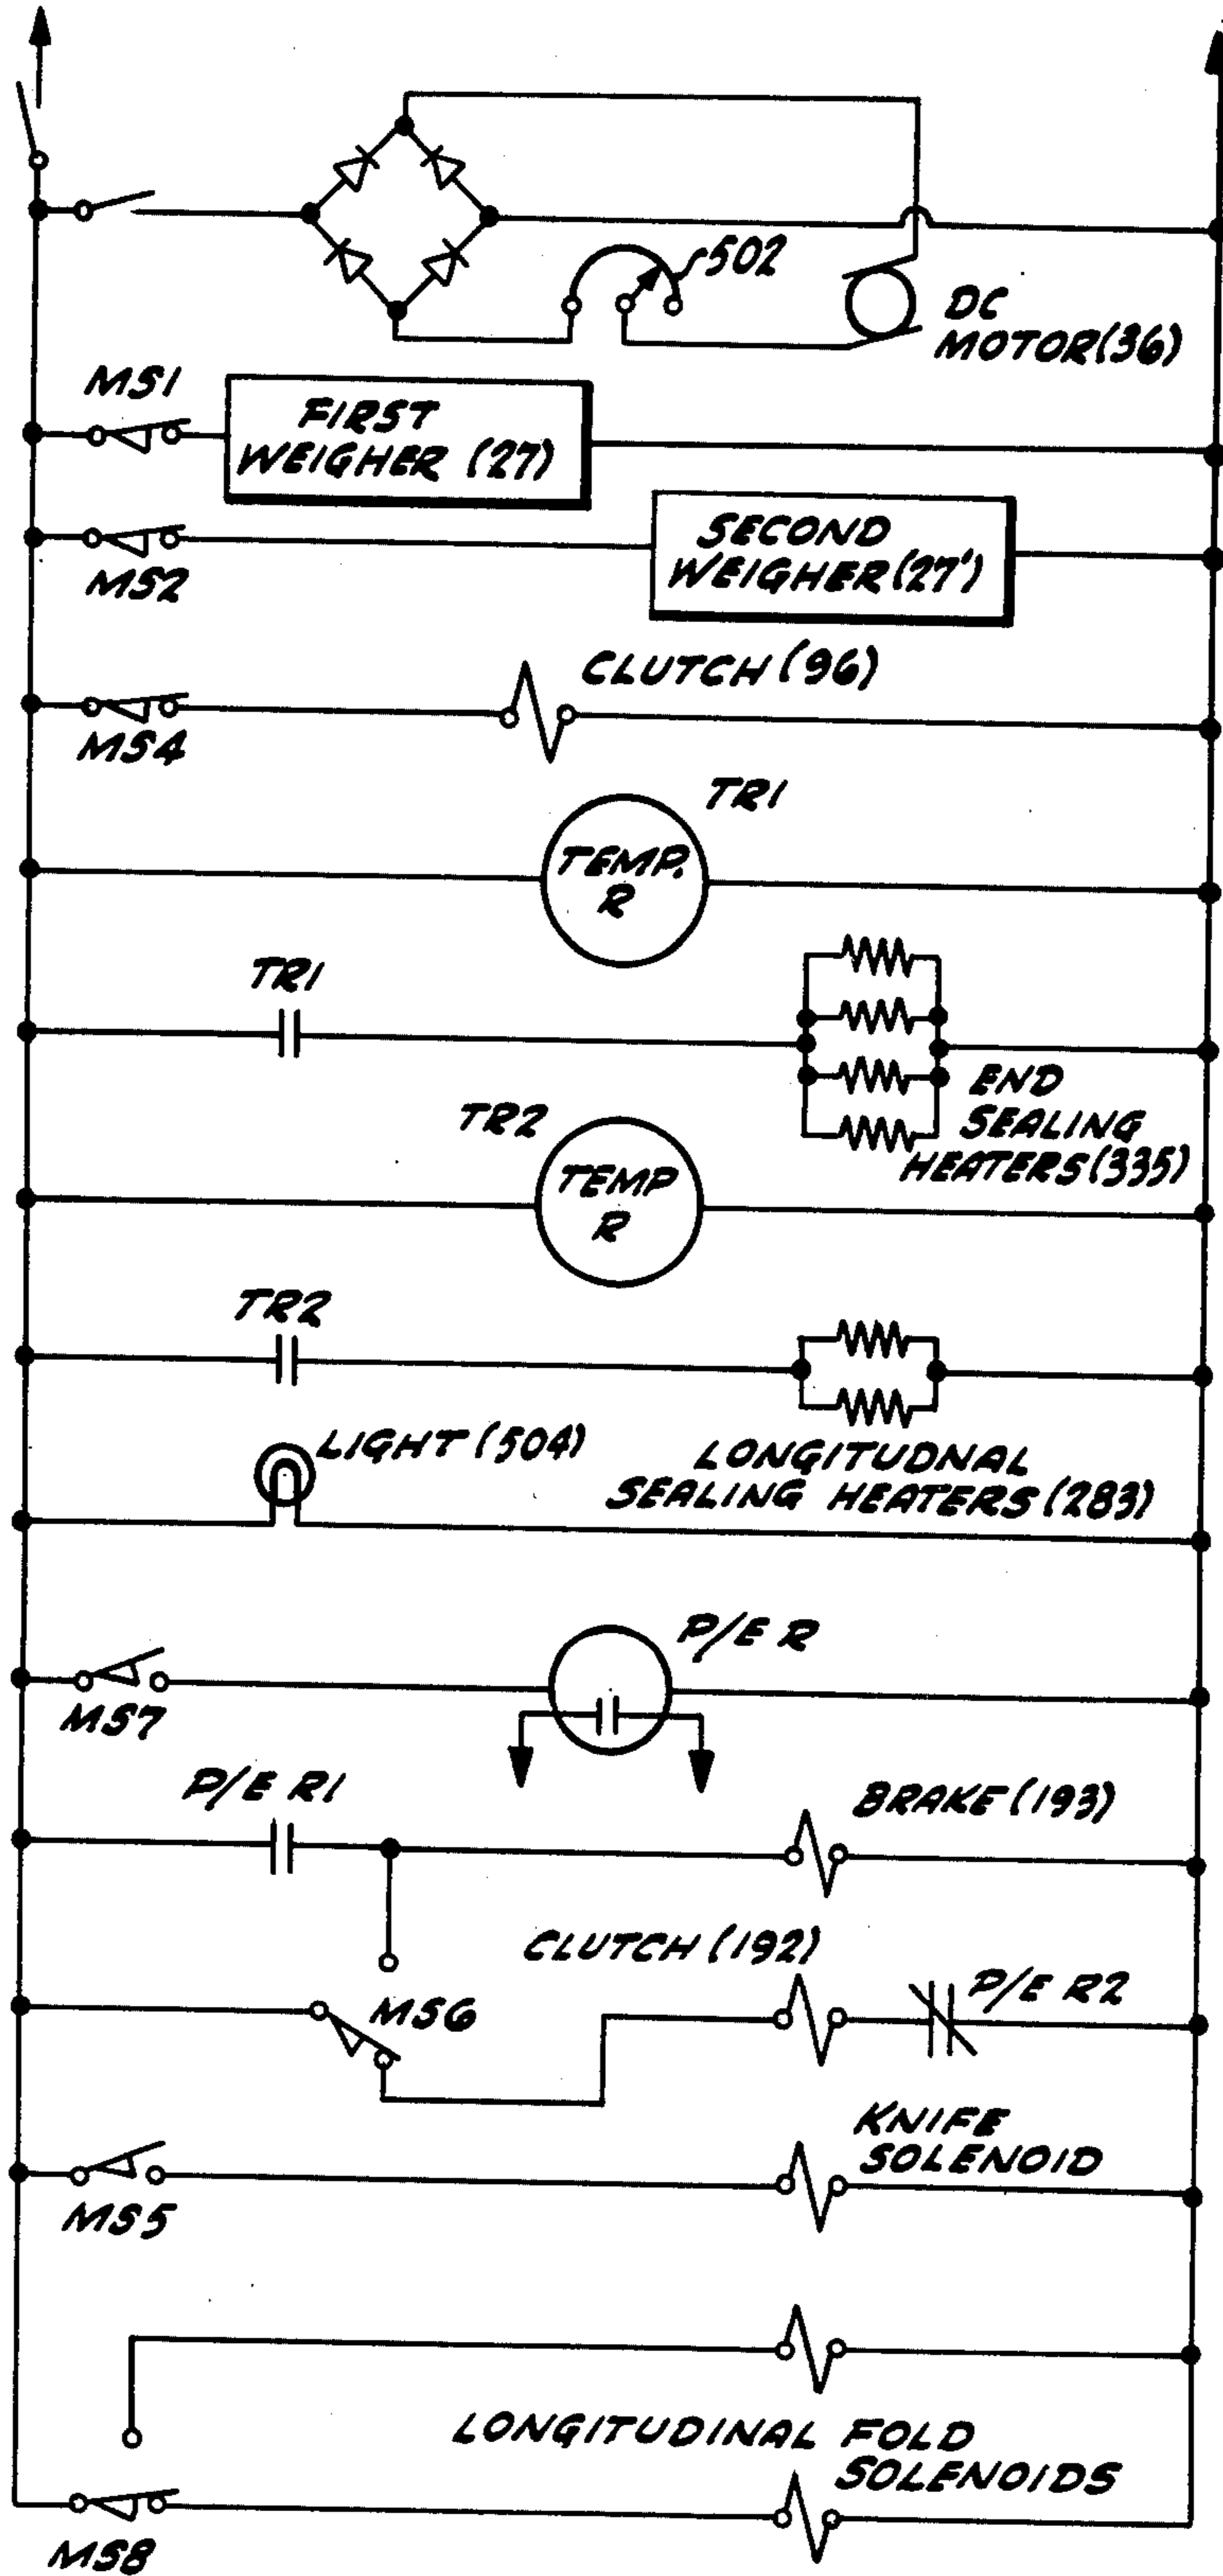 502
DC
MOTOR(36)
MS1
FIRST
WEIGHER (27)
MS2
SECOND
WEIGHER(27')
CLUTCH (96)
MS4
TR1
TEMP.
R
TR1
END
SEALING
HEATERS(335)
TR2
TEMP
R
TR2
LIGHT (504)
LONGITUDNAL
SEALING HEATERS (283)
P/E R
MS7
P/E R1
BRAKE (193)
CLUTCH (192)
MS6
P/E R2
KNIFE
SOLENOID
MS5
LONGITUDINAL FOLD
SOLENOIDS
MS8